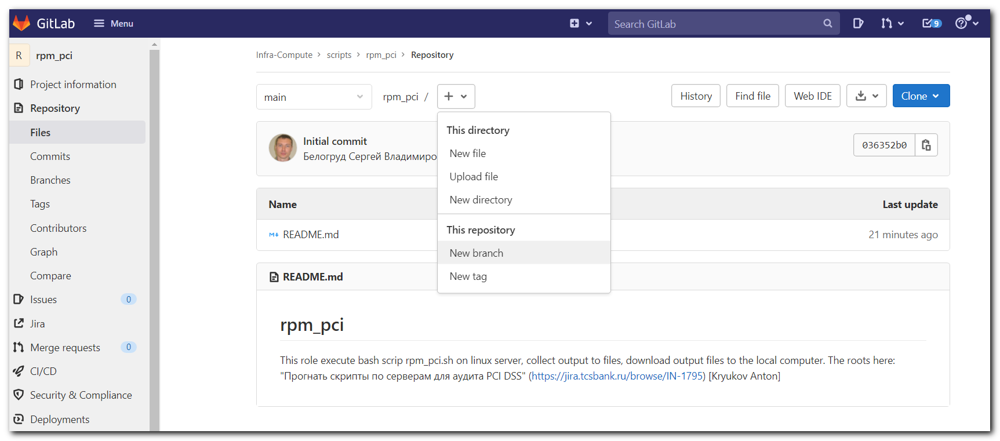 GitLab Menu Search GitLab 9
R rpm_pci
Project information
Repository
Files
Commits
Branches
Tags
Contributors
Graph
Compare
Issues 0
Jira
Merge requests 0
CI/CD
Security & Compliance
Deployments
Infra-Compute > scripts > rpm_pci > Repository
main rpm_pci / + History Find file Web IDE Clone
This directory
New file
Upload file
New directory
This repository
New branch
New tag
Initial commit
Белогруд Сергей Владимиро
036352b0
Name Last update
README.md 21 minutes ago
README.md
rpm_pci
This role execute bash scrip rpm_pci.sh on linux server, collect output to files, download output files to the local computer. The roots here:
"Прогнать скрипты по серверам для аудита PCI DSS" (https://jira.tcsbank.ru/browse/IN-1795) [Kryukov Anton]